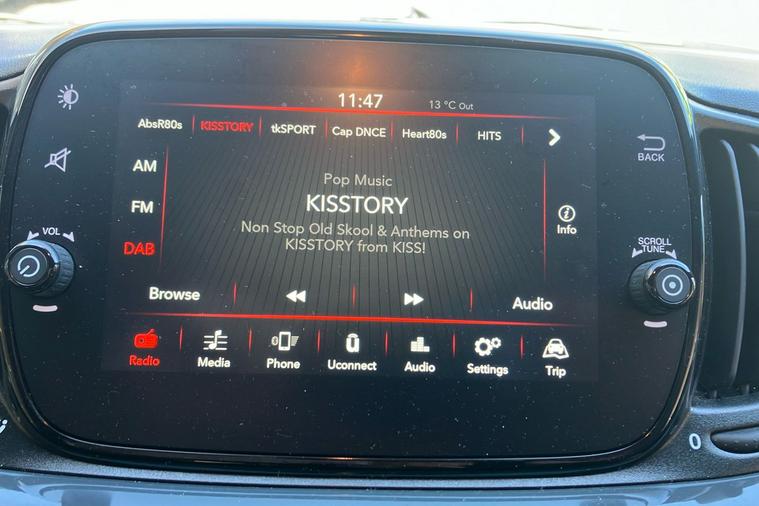 11:47
13 °C Out
AbsR80s KISSTORY tkSPORT Cap DNCE Heart80s HITS
BACK
AM
Pop Music
FM
KISSTORY
Info
Non Stop Old Skool & Anthems on
KISSTORY from KISS!
DAB
VOL
SCROLL
TUNE
Browse
Audio
Radio Media Phone Uconnect Audio Settings Trip
0